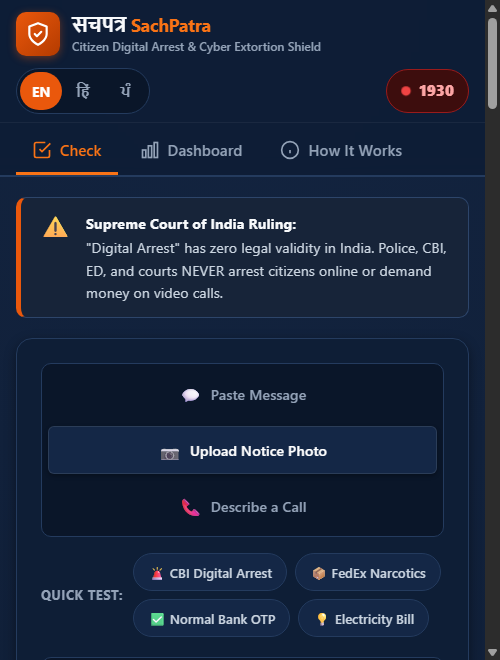 सचपत्र SachPatra
Citizen Digital Arrest & Cyber Extortion Shield
EN हिं पੰ 1930
Check Dashboard How It Works
Supreme Court of India Ruling:
"Digital Arrest" has zero legal validity in India. Police, CBI,
ED, and courts NEVER arrest citizens online or demand
money on video calls.
Paste Message
Upload Notice Photo
Describe a Call
QUICK TEST:
CBI Digital Arrest FedEx Narcotics
Normal Bank OTP Electricity Bill